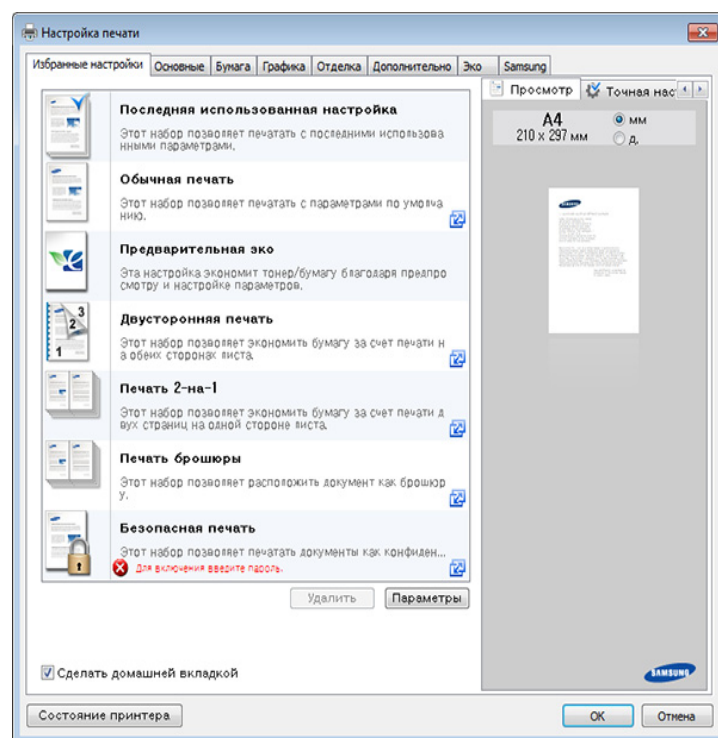 Настройка печати
Избранные настройки Основные Бумага Графика Отделка Дополнительно Эко Samsung
Просмотр Точная нас
A4
210 x 297 мм
мм
д.
Последняя использованная настройка
Этот набор позволяет печатать с последними использова
нными параметрами.
Обычная печать
Этот набор позволяет печатать с параметрами по умолча
нию.
Предварительная эко
Эта настройка экономит тонер/бумагу благодаря предпро
смотру и настройке параметров.
3
2
1
Двусторонняя печать
Этот набор позволяет экономить бумагу за счет печати н
а обеих сторонах листа.
Печать 2-на-1
Этот набор позволяет экономить бумагу за счет печати д
вух страниц на одной стороне листа.
Печать брошюры
Этот набор позволяет расположить документ как брошюр
у.
Безопасная печать
Этот набор позволяет печатать документы как конфиден...
Для включения введите пароль.
Удалить Параметры
Сделать домашней вкладкой
SAMSUNG
Состояние принтера
OK Отмена